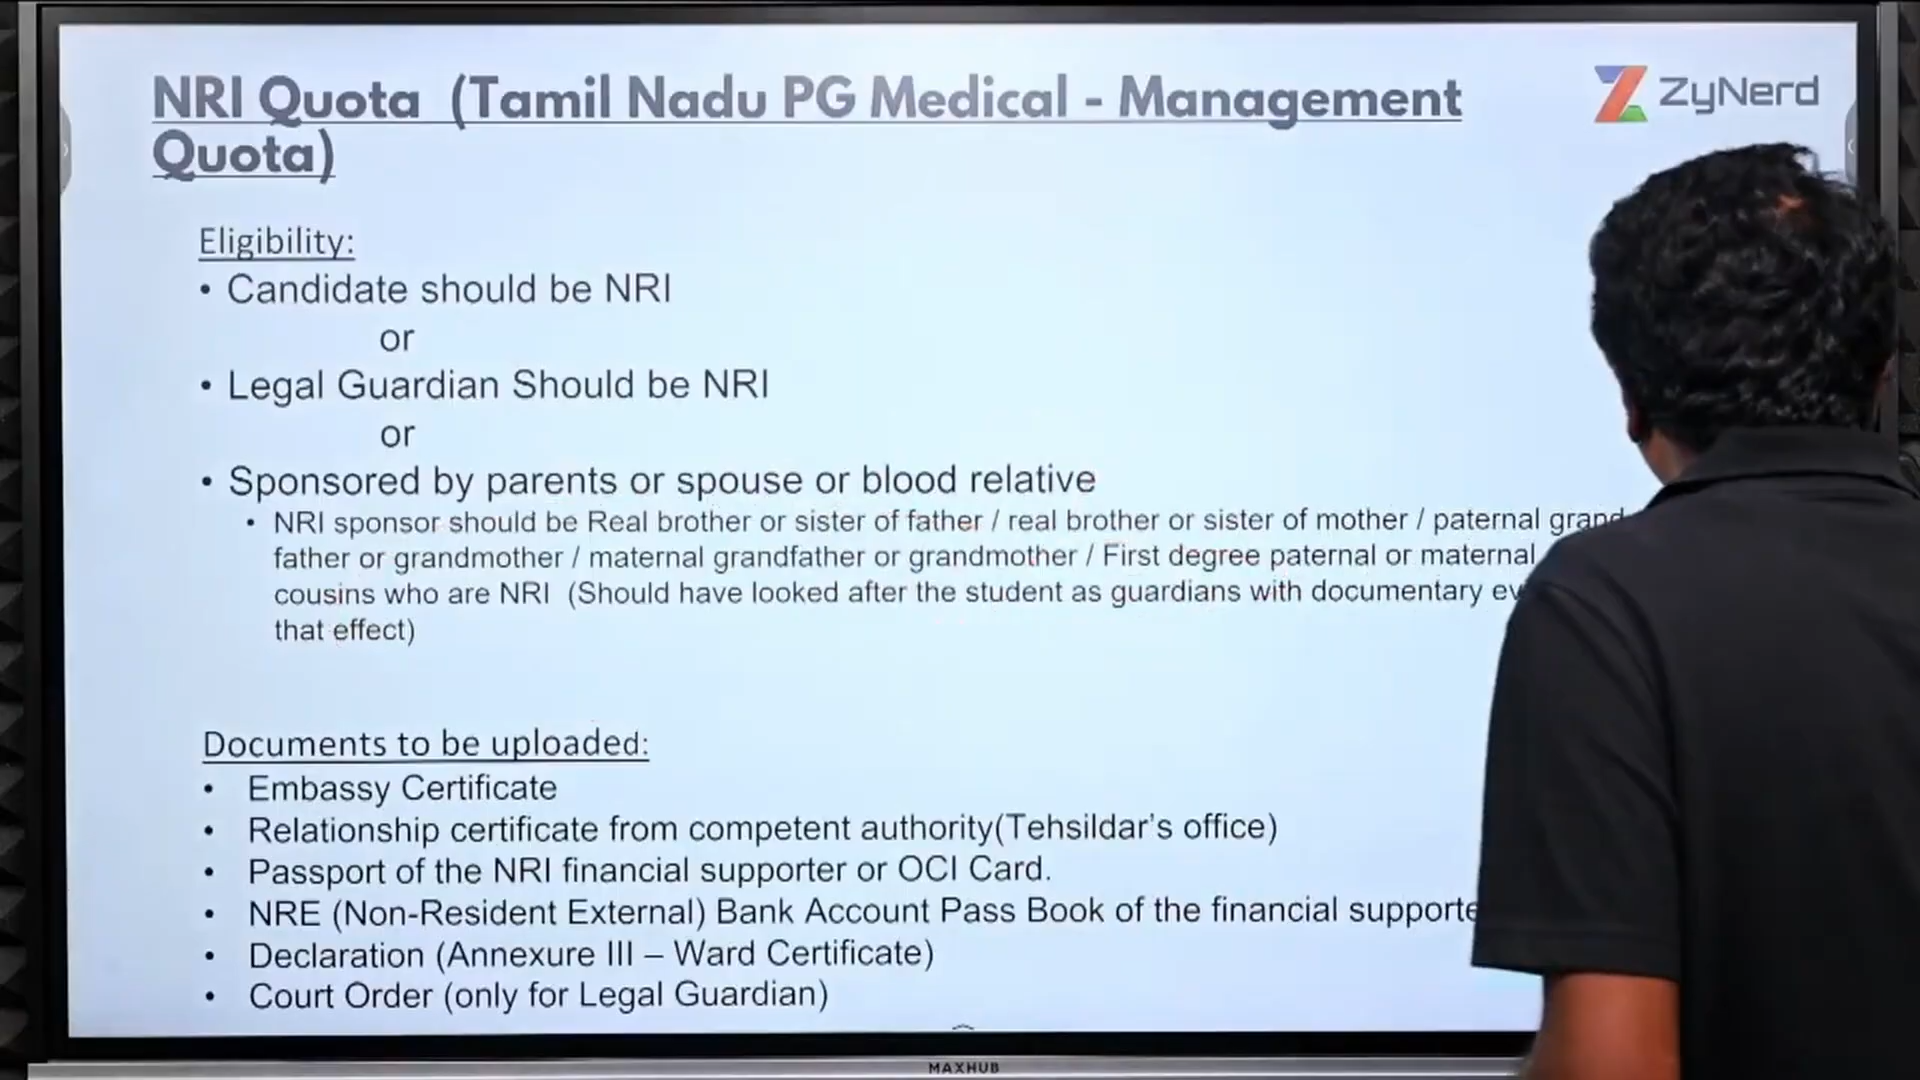 NRI Quota (Tamil Nadu PG Medical - Management
Quota)
ZyNerd
Eligibility:
• Candidate should be NRI
or
• Legal Guardian Should be NRI
or
• Sponsored by parents or spouse or blood relative
• NRI sponsor should be Real brother or sister of father / real brother or sister of mother / paternal grand
father or grandmother / maternal grandfather or grandmother / First degree paternal or maternal
cousins who are NRI (Should have looked after the student as guardians with documentary
that effect)
Documents to be uploaded:
• Embassy Certificate
• Relationship certificate from competent authority(Tehsildar's office)
• Passport of the NRI financial supporter or OCI Card.
• NRE (Non-Resident External) Bank Account Pass Book of the financial
• Declaration (Annexure III – Ward Certificate)
• Court Order (only for Legal Guardian)
MAXHUB